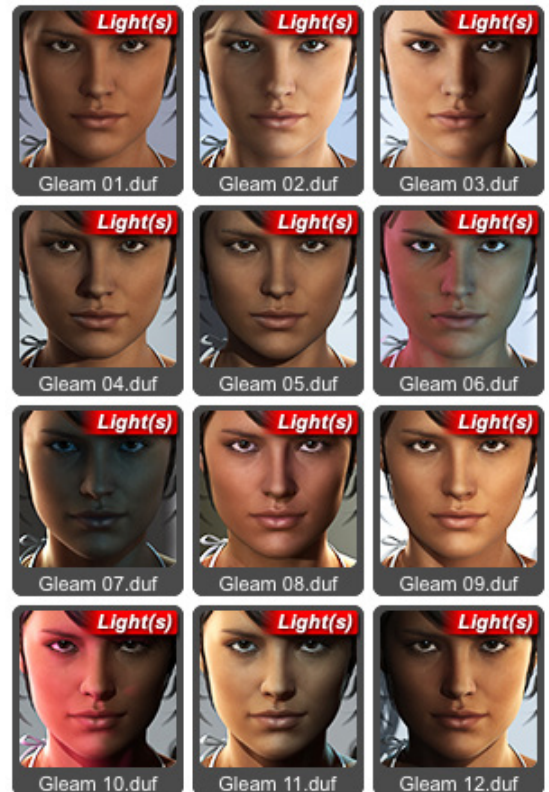 Light(s) Light(s) Light(s)
Gleam 01.duf Gleam 02.duf Gleam 03.duf
Light(s) Light(s) Light(s)
Gleam 04.duf Gleam 05.duf Gleam 06.duf
Light(s) Light(s) Light(s)
Gleam 07.duf Gleam 08.duf Gleam 09.duf
Light(s) Light(s) Light(s)
Gleam 10.duf Gleam 11.duf Gleam 12.duf